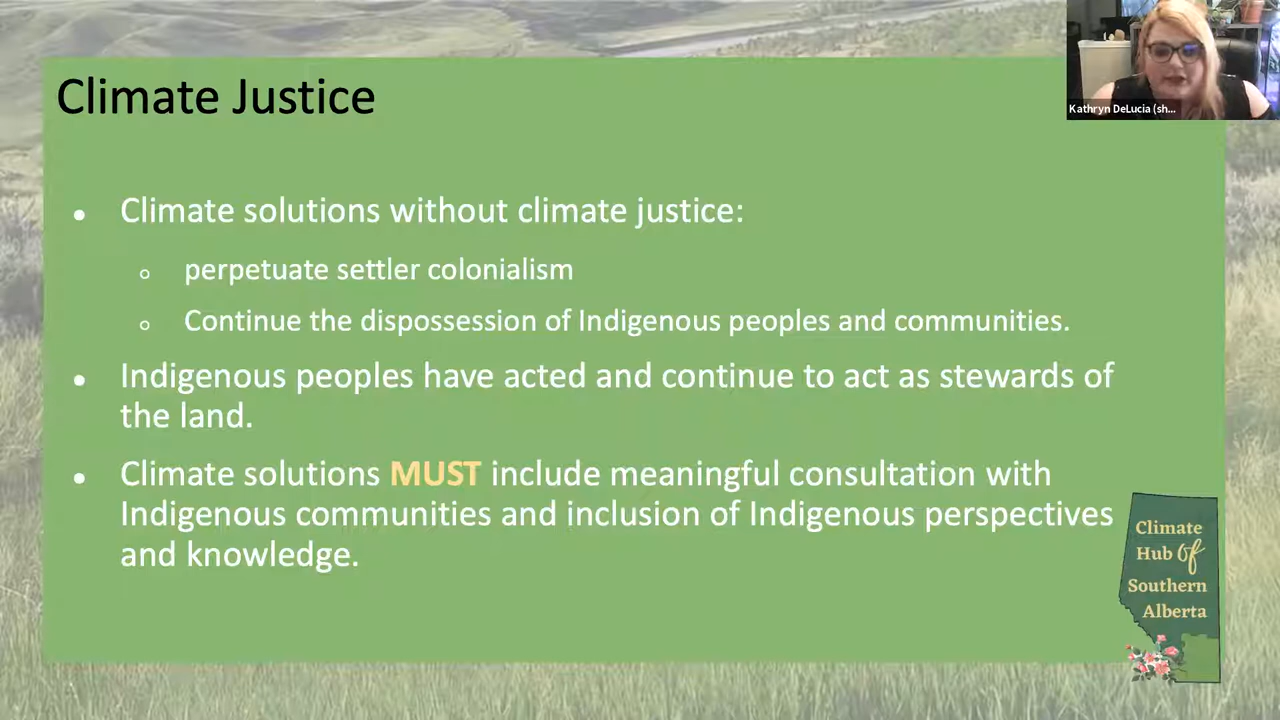 Climate Justice
Kathryn DeLucia (sh...
• Climate solutions without climate justice:
○ perpetuate settler colonialism
○ Continue the dispossession of Indigenous peoples and communities.
• Indigenous peoples have acted and continue to act as stewards of
the land.
• Climate solutions MUST include meaningful consultation with
Indigenous communities and inclusion of Indigenous perspectives
and knowledge.
Climate
Hub of
Southern
Alberta